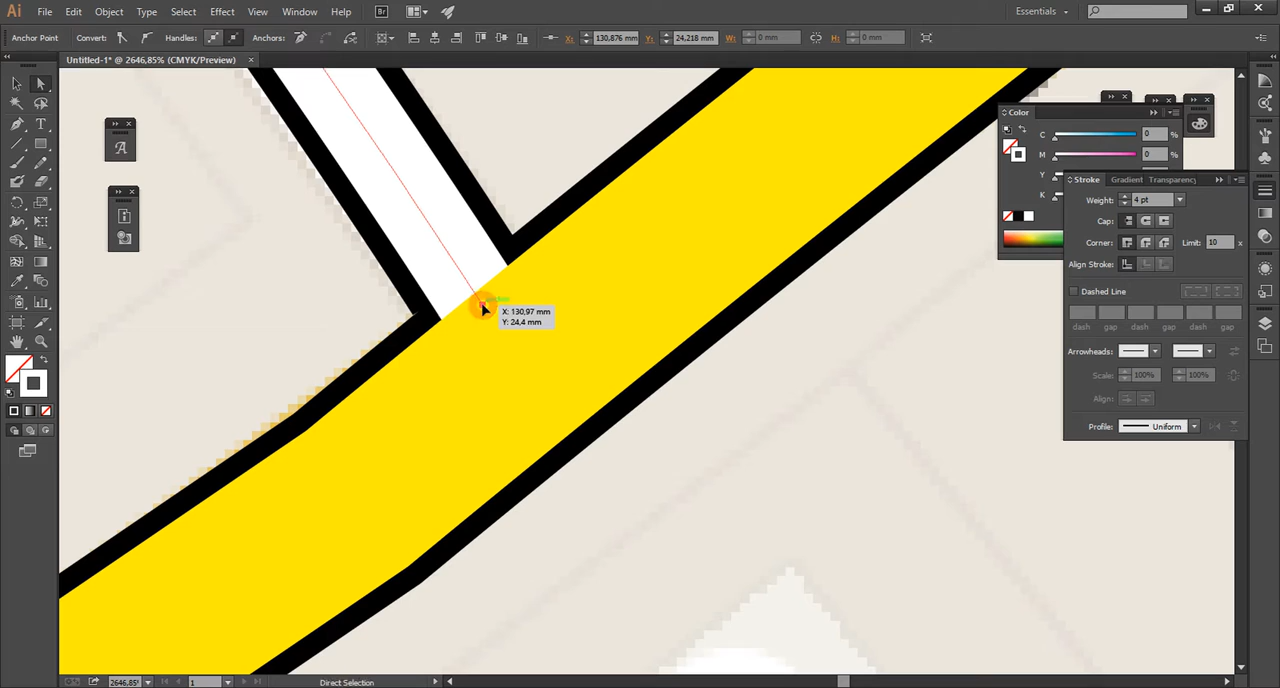 Ai File Edit Object Type Select Effect View Window Help Br Essentials
Anchor Point Convert: Handles: Anchors: X: 130,876 mm Y: 24,218 mm W: 0 mm H: 0 mm
Untitled-1* @ 2646,85% (CMYK/Preview) ×
Color
C 0 %
M 0 %
Y
K
Stroke Gradient Transparency
Weight: 4 pt
Cap:
Corner: Limit: 10 x
Align Stroke:
Dashed Line
dash gap dash gap dash gap
Arrowheads:
Scale: 100% 100%
Align:
Profile: Uniform
X: 130,97 mm
Y: 24,4 mm
A
T
2646,85% 1 Direct Selection